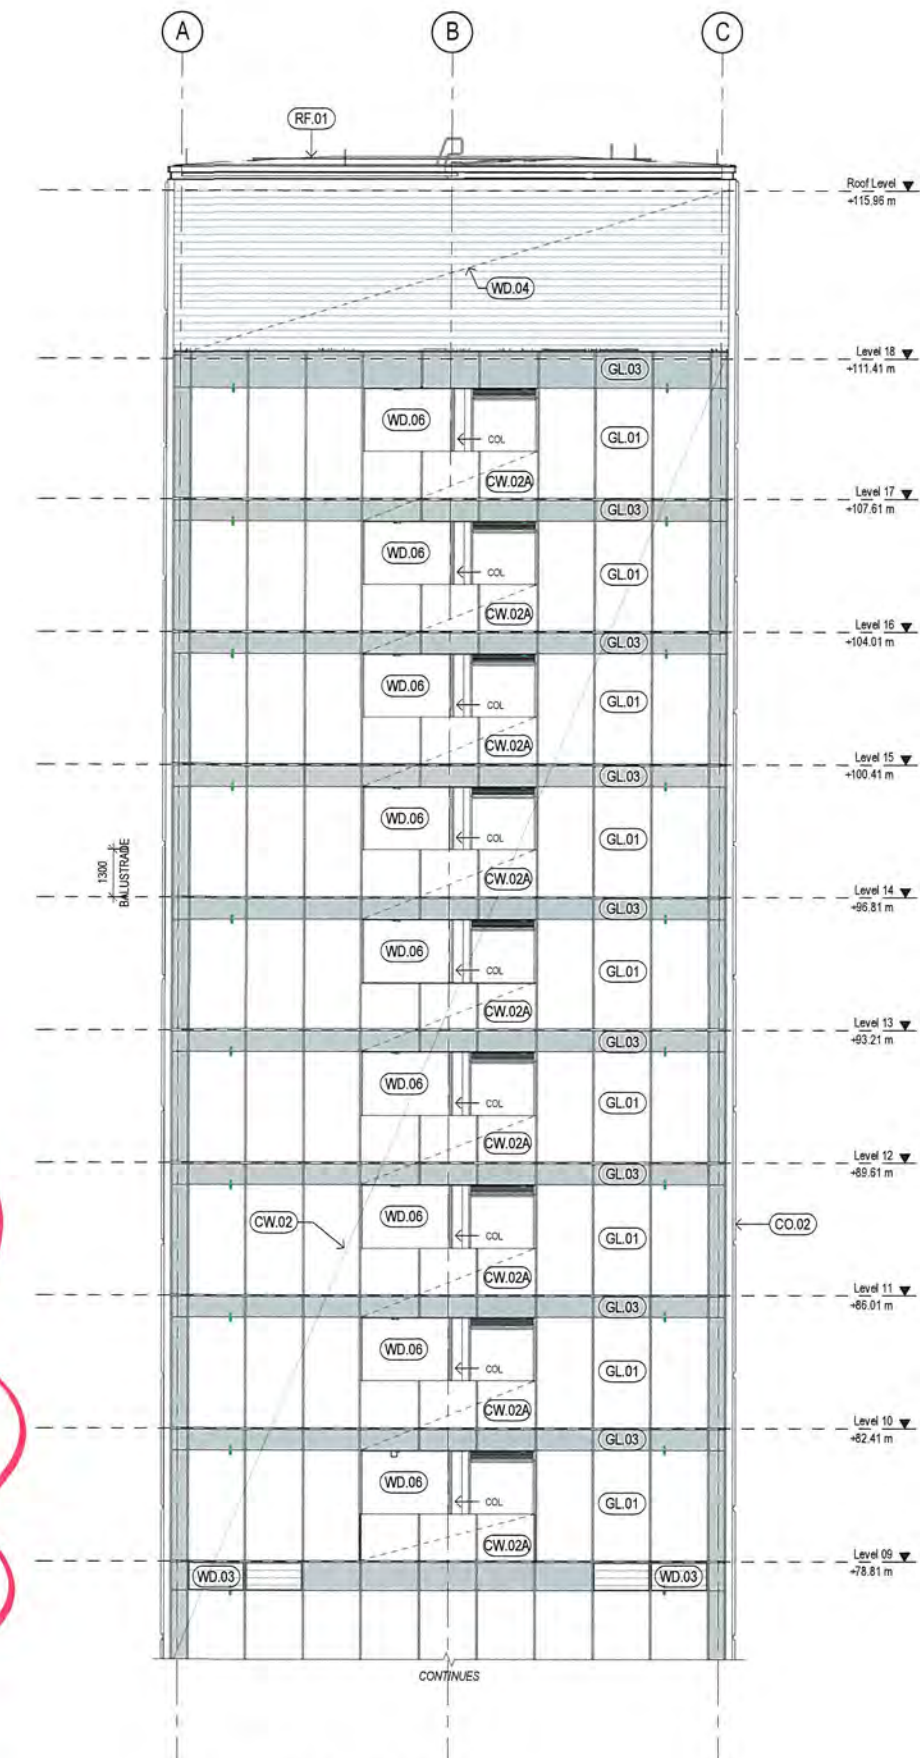 A
B
C
RF.01
Roof Level
+115.96 m
WD.04
Level 18
+111.41 m
GL.03
WD.06
COL
GL.01
CW.02A
Level 17
+107.61 m
GL.03
WD.06
COL
GL.01
CW.02A
Level 16
+104.01 m
GL.03
WD.06
COL
GL.01
CW.02A
Level 15
+100.41 m
GL.03
WD.06
COL
GL.01
CW.02A
1300
BALUSTRADE
Level 14
+96.81 m
GL.03
WD.06
COL
GL.01
CW.02A
Level 13
+93.21 m
GL.03
WD.06
COL
GL.01
CW.02A
Level 12
+89.61 m
GL.03
CW.02
WD.06
COL
GL.01
CO.02
CW.02A
Level 11
+86.01 m
GL.03
WD.06
COL
GL.01
CW.02A
Level 10
+82.41 m
GL.03
WD.06
COL
GL.01
CW.02A
Level 09
+78.81 m
WD.03
WD.03
CONTINUES